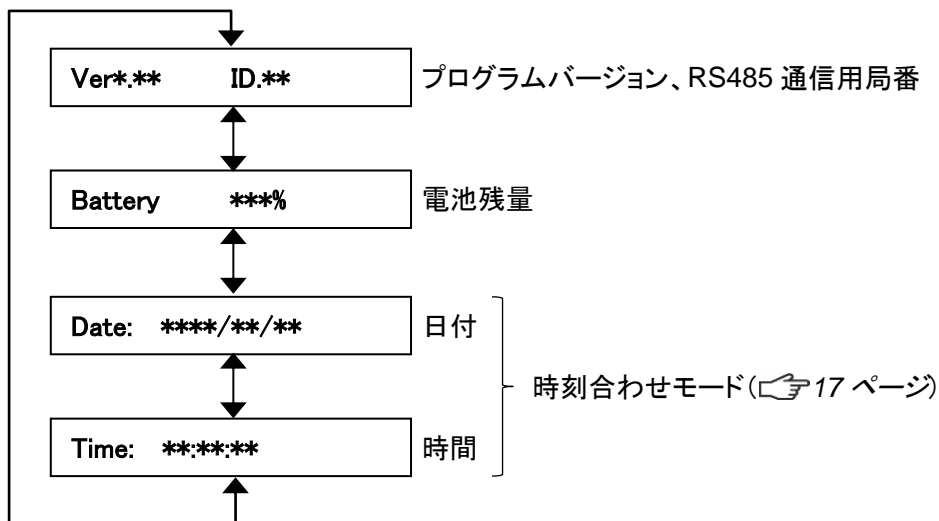 Ver*.** ID.** プログラムバージョン、RS485 通信用局番
Battery ***% 電池残量
Date: ****/**/** 日付
時刻合わせモード(☞17 ページ)
Time: **:**:** 時間